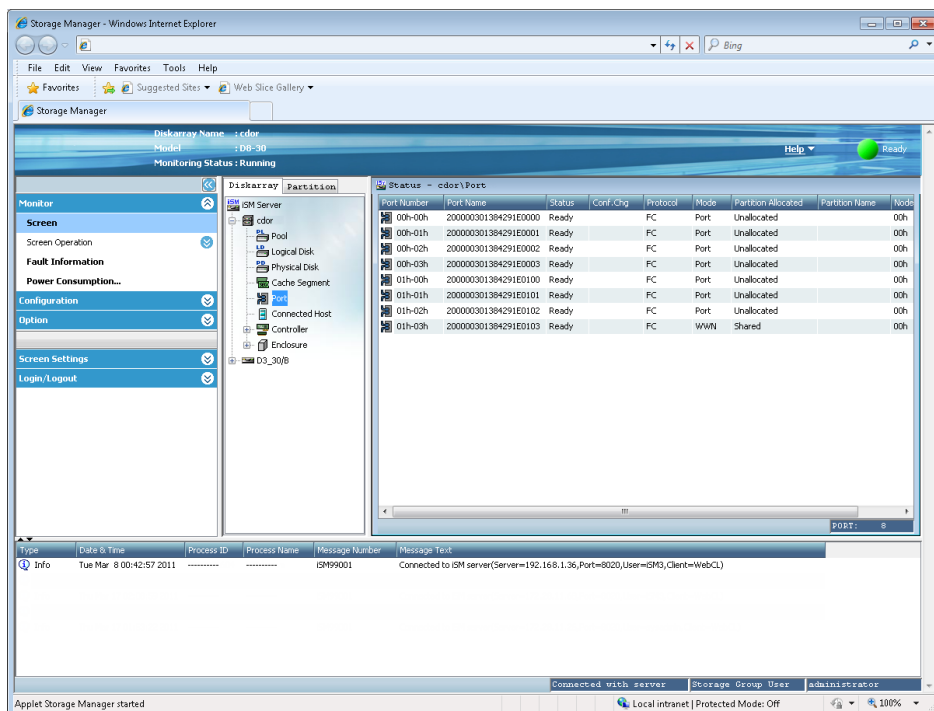 Storage Manager - Windows Internet Explorer
Bing
File Edit View Favorites Tools Help
Favorites Suggested Sites Web Slice Gallery
Storage Manager
Diskarray Name : cdor
Model : D8-30
Monitoring Status : Running
Help
Ready
Monitor
Screen
Screen Operation
Fault Information
Power Consumption...
Configuration
Option
Screen Settings
Login/Logout
Diskarray Partition
iSM Server
cdor
Pool
Logical Disk
Physical Disk
Cache Segment
Port
Connected Host
Controller
Enclosure
D3_30/B
Status - cdor\Port
Port Number Port Name Status Conf.Chg Protocol Mode Partition Allocated Partition Name Node
00h-00h 200000301384291E0000 Ready FC Port Unallocated 00h
00h-01h 200000301384291E0001 Ready FC Port Unallocated 00h
00h-02h 200000301384291E0002 Ready FC Port Unallocated 00h
00h-03h 200000301384291E0003 Ready FC Port Unallocated 00h
01h-00h 200000301384291E0100 Ready FC Port Unallocated 00h
01h-01h 200000301384291E0101 Ready FC Port Unallocated 00h
01h-02h 200000301384291E0102 Ready FC Port Unallocated 00h
01h-03h 200000301384291E0103 Ready FC WWN Shared 00h
PORT: 8
Type Date & Time Process ID Process Name Message Number Message Text
Info Tue Mar 8 00:42:57 2011 ---------- ---------- iSM99001 Connected to iSM server(Server=192.168.1.36,Port=8020,User=iSM3,Client=WebCL)
Connected with server Storage Group User administrator
Applet Storage Manager started Local intranet | Protected Mode: Off 100%